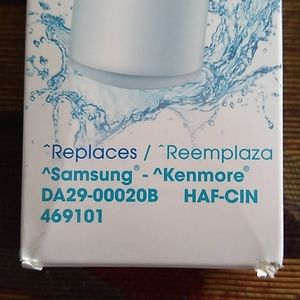 ^Replaces / ^Reemplaza
^Samsung® - ^Kenmore®
DA29-00020B HAF-CIN
469101